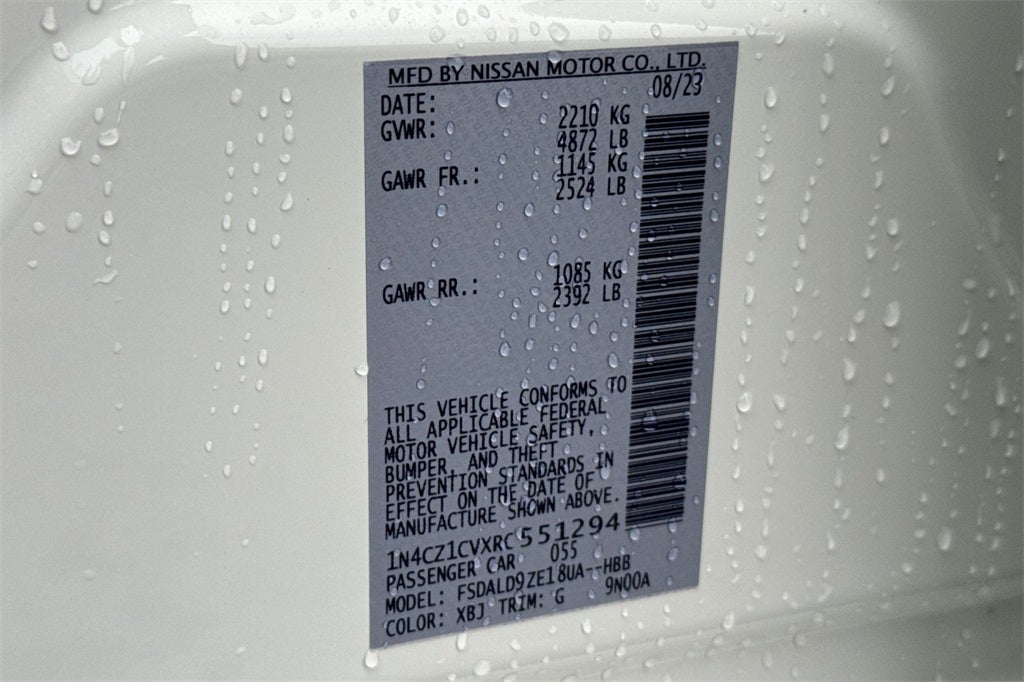 MFD BY NISSAN MOTOR CO., LTD.
DATE: 08/23
GVWR: 2210 KG
4872 LB
GAWR FR.: 1145 KG
2524 LB
GAWR RR.: 1085 KG
2392 LB
THIS VEHICLE CONFORMS TO
ALL APPLICABLE FEDERAL
MOTOR VEHICLE SAFETY,
BUMPER, AND THEFT
PREVENTION STANDARDS IN
EFFECT ON THE DATE OF
MANUFACTURE SHOWN ABOVE.
1N4CZ1CVXRC551294
PASSENGER CAR 055
MODEL: FSDALD9ZE18UA--HBB
COLOR: XBJ TRIM: G 9N00A